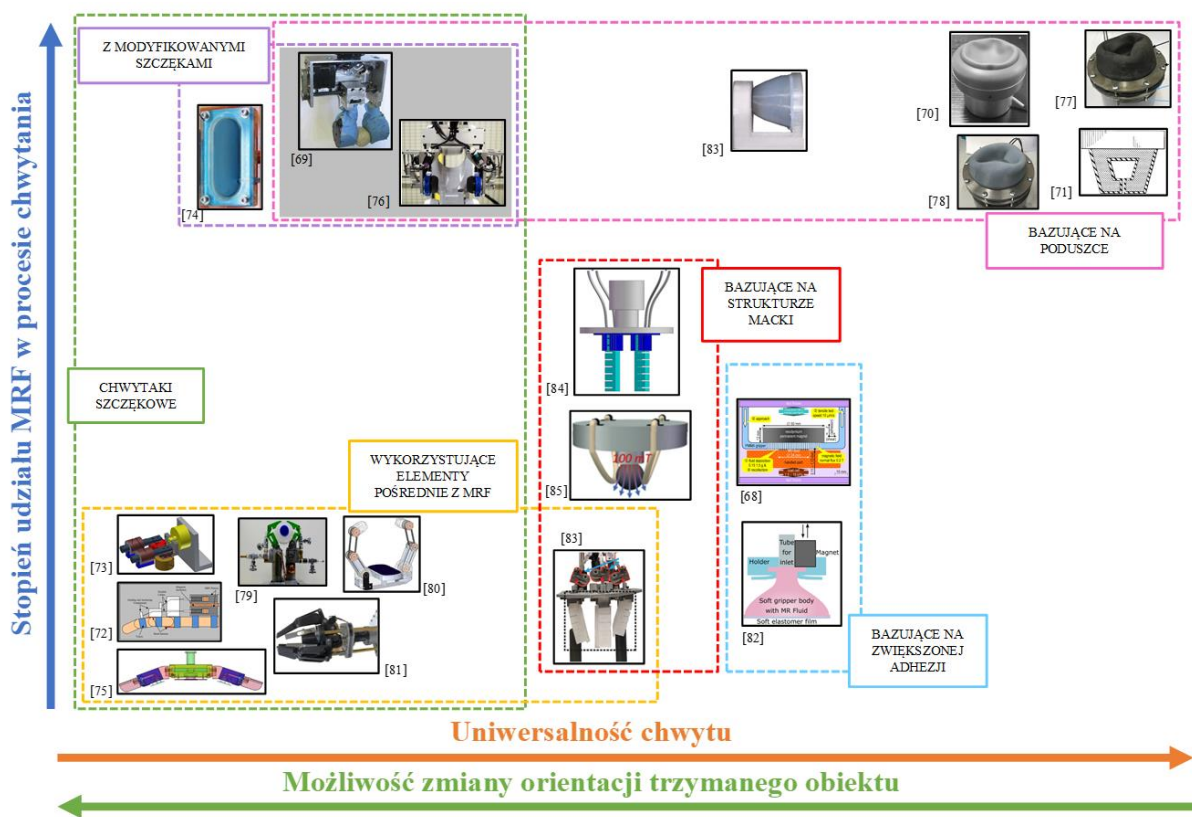 Stopień udziału MRF w procesie chwytania
Z MODYFIKOWANYMI
SZCZĘKAMI
[74]
[69]
[76]
[83]
[70]
[77]
[78]
[71]
BAZUJĄCE NA
PODUSZCE
CHWYTAKI
SZCZĘKOWE
BAZUJĄCE NA
STRUKTURZE
MACKI
[84]
100 mT
[85]
[83]
WYKORZYSTUJĄCE
ELEMENTY
POŚREDNIE Z MRF
[73]
[72]
[75]
[79]
[80]
[81]
[68]
Tube
for
inlet
Magnet
Holder
Soft gripper body
with MR Fluid
Soft elastomer film
[82]
BAZUJĄCE NA
ZWIĘKSZONEJ
ADHEZJI
Uniwersalność chwytu
Możliwość zmiany orientacji trzymanego obiektu